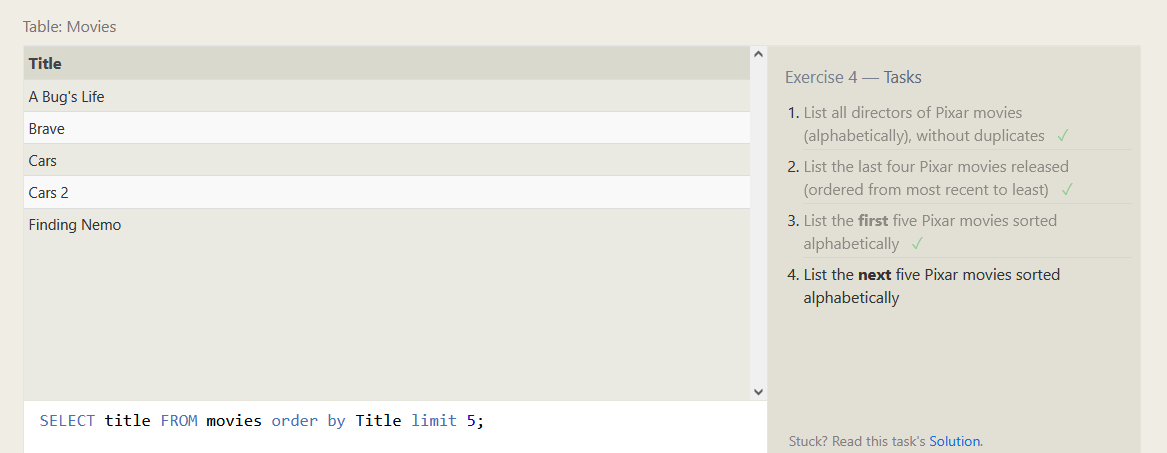 Table: Movies
Title
A Bug's Life
Brave
Cars
Cars 2
Finding Nemo
SELECT title FROM movies order by Title limit 5;
Exercise 4 — Tasks
1. List all directors of Pixar movies
(alphabetically), without duplicates ✓
2. List the last four Pixar movies released
(ordered from most recent to least) ✓
3. List the first five Pixar movies sorted
alphabetically ✓
4. List the next five Pixar movies sorted
alphabetically
Stuck? Read this task's Solution.